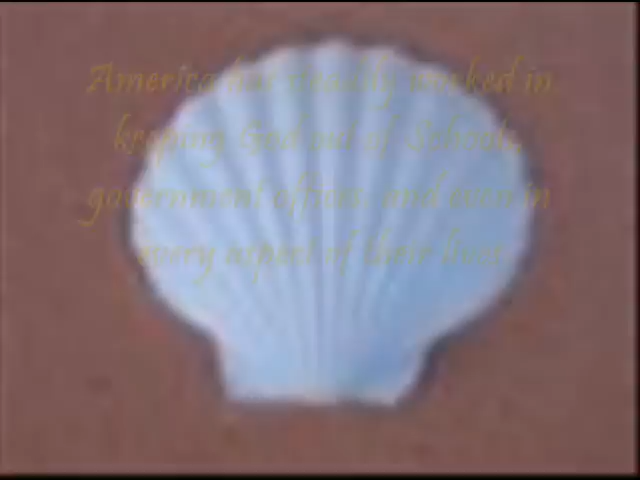 America has steadily worked in
keeping God out of Schools,
government offices, and even in
every aspect of their lives